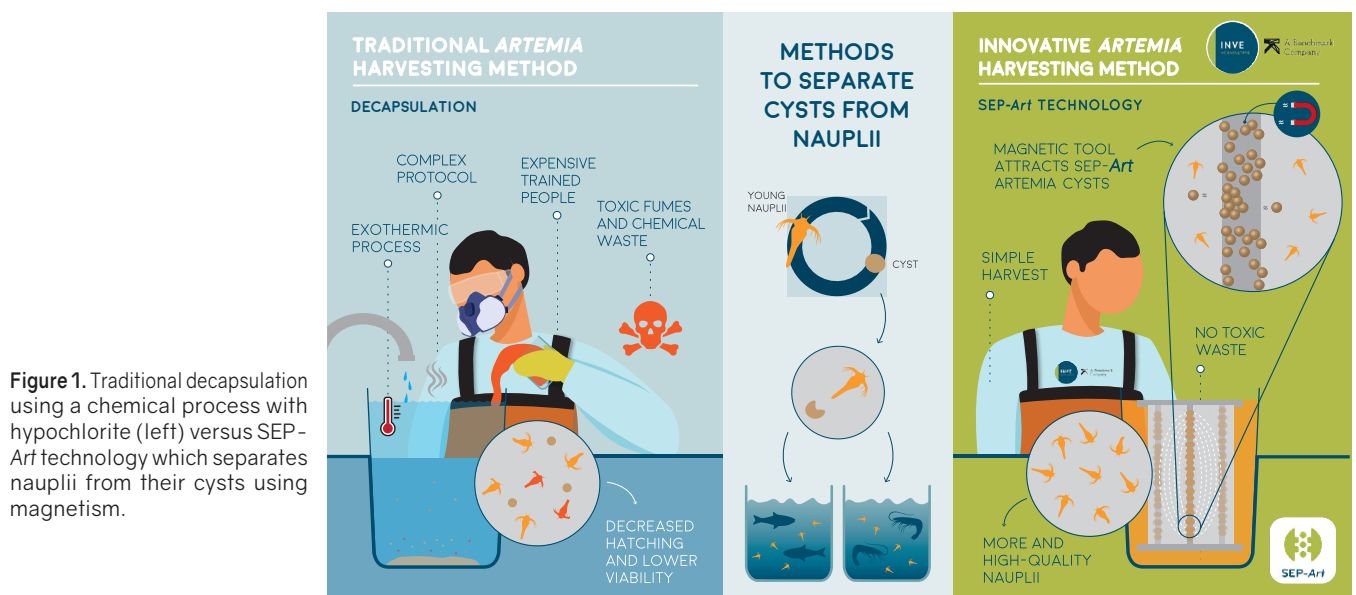 Figure 1. Traditional decapsulation
using a chemical process with
hypochlorite (left) versus SEP-
Art technology which separates
nauplii from their cysts using
magnetism.
TRADITIONAL ARTEMIA
HARVESTING METHOD
DECAPSULATION
COMPLEX
PROTOCOL
EXPENSIVE
TRAINED
PEOPLE
TOXIC FUMES
AND CHEMICAL
WASTE
EXOTHERMIC
PROCESS
DECREASED
HATCHING
AND LOWER
VIABILITY
METHODS
TO SEPARATE
CYSTS FROM
NAUPLII
YOUNG
NAUPLII
CYST
INNOVATIVE ARTEMIA
HARVESTING METHOD
INVE
A Benchmark
Company
SEP-Art TECHNOLOGY
MAGNETIC TOOL
ATTRACTS SEP-Art
ARTEMIA CYSTS
SIMPLE
HARVEST
NO TOXIC
WASTE
MORE AND
HIGH-QUALITY
NAUPLII
SEP-Art